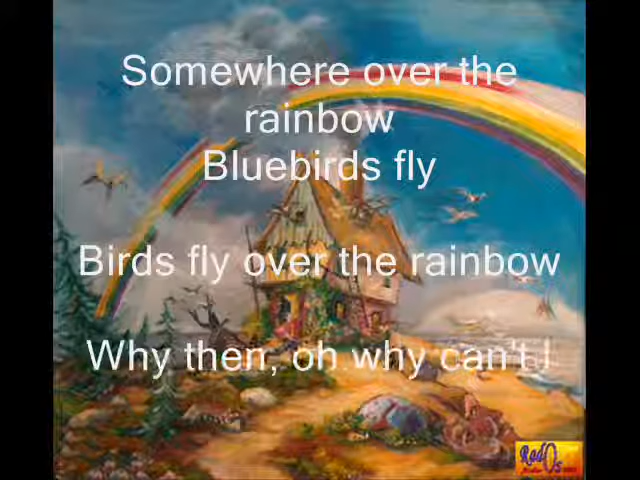 Somewhere over the
rainbow
Bluebirds fly
Birds fly over the rainbow
Why then, oh why can't I